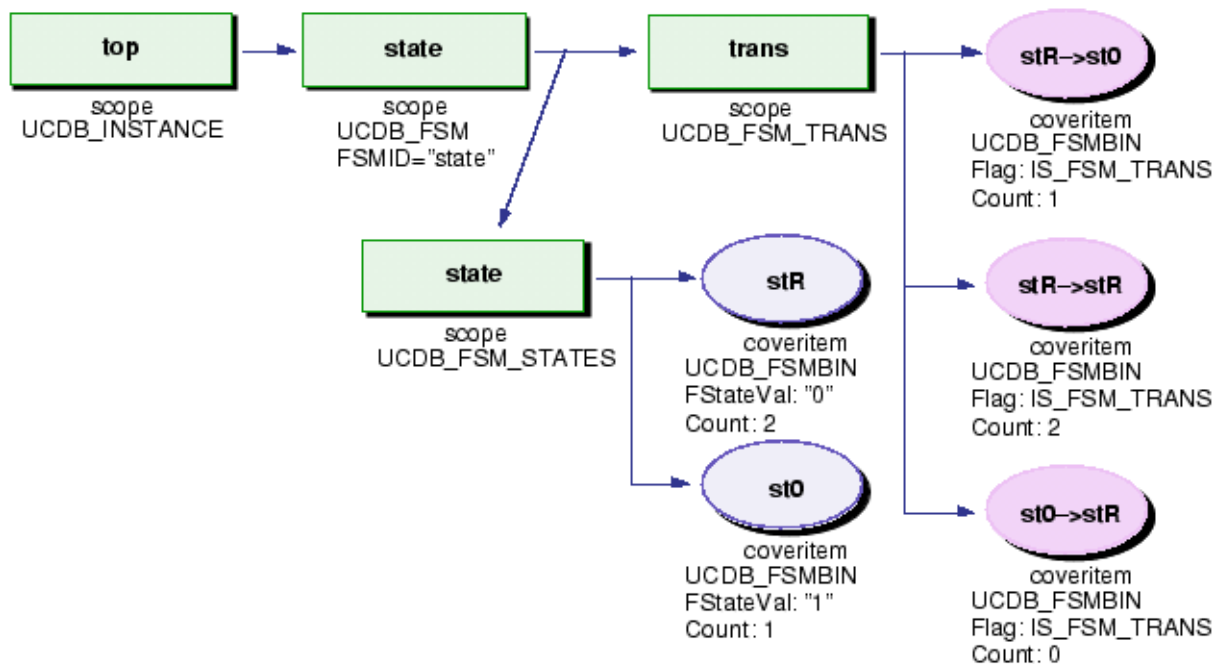 top
scope
UCDB_INSTANCE
state
scope
UCDB_FSM
FSMID="state"
trans
scope
UCDB_FSM_TRANS
stR->st0
coveritem
UCDB_FSMBIN
Flag: IS_FSM_TRANS
Count: 1
state
scope
UCDB_FSM_STATES
stR
coveritem
UCDB_FSMBIN
FStateVal: "0"
Count: 2
stR->stR
coveritem
UCDB_FSMBIN
Flag: IS_FSM_TRANS
Count: 2
st0
coveritem
UCDB_FSMBIN
FStateVal: "1"
Count: 1
st0->stR
coveritem
UCDB_FSMBIN
Flag: IS_FSM_TRANS
Count: 0